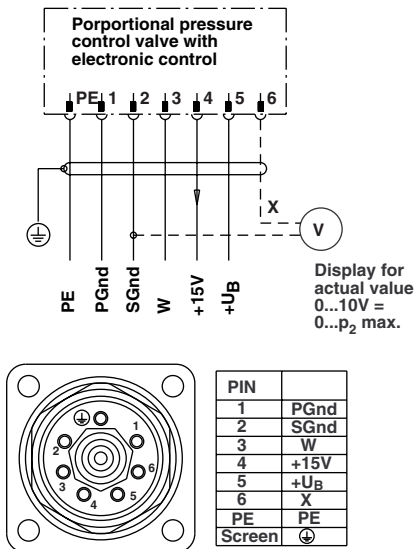 Porportional pressure
control valve with
electronic control
PE 1 2 3 4 5 6
X
V
PE
PGnd
SGnd
W
+15V
+UB
Display for
actual value
0...10V =
0...p2 max.
1
2
6
3
4
5
PIN
1 PGnd
2 SGnd
3 W
4 +15V
5 +UB
6 X
PE PE
Screen